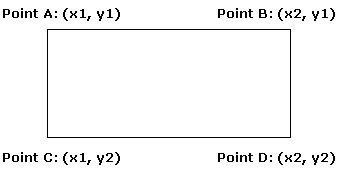 Point A: (x1, y1)
Point B: (x2, y1)
Point C: (x1, y2)
Point D: (x2, y2)